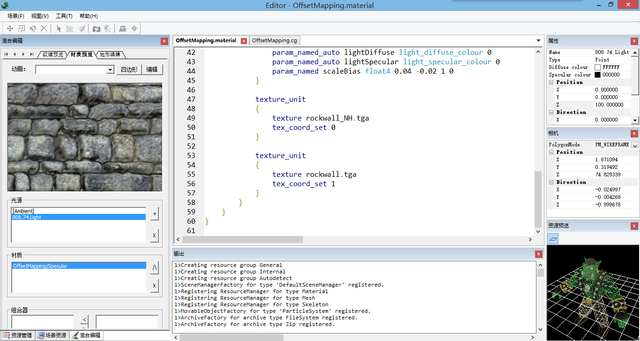 Editor - OffsetMapping.material
场景(F) 视图(V) 工具(T) 帮助(H)
混合编辑
纹理预览 材质预览 地形涌满
动画: 四边形 编辑
光源
[Ambient]
808.74.Light
+
X
材质
OffsetMapping/Specular
/\
X
组合器
<
资源管理 场景资源 混合编辑
OffsetMapping.material OffsetMapping.cg
42 param_named_auto lightDiffuse light_diffuse_colour 0
43 param_named_auto lightSpecular light_specular_colour 0
44 param_named scaleBias float4 0.04 -0.02 1 0
45 }
46
47 texture_unit
48 {
49 texture rockwall_NH.tga
50 tex_coord_set 0
51 }
52
53 texture_unit
54 {
55 texture rockwall.tga
56 tex_coord_set 1
57 }
58 }
59 }
60 }
61
输出
1>Creating resource group General
1>Creating resource group Internal
1>Creating resource group Autodetect
1>SceneManagerFactory for type 'DefaultSceneManager' registered.
1>Registering ResourceManager for type Material
1>Registering ResourceManager for type Mesh
1>Registering ResourceManager for type Skeleton
1>MovableObjectFactory for type 'ParticleSystem' registered.
1>ArchiveFactory for archive type FileSystem registered.
1>ArchiveFactory for archive type Zip registered.
属性
Name 808.74.Light
Type Point
Diffuse colour FFFFFF
Specular colour 000000
Position
X 0.000000
Y 0.000000
Z 100.000000
Direction
X 0.000000
相机
PolygonMode PM_WIREFRAME
Position
X 1.871094
Y 0.319492
Z 74.828339
Direction
X -0.024997
Y -0.004268
Z -0.999678
资源预览